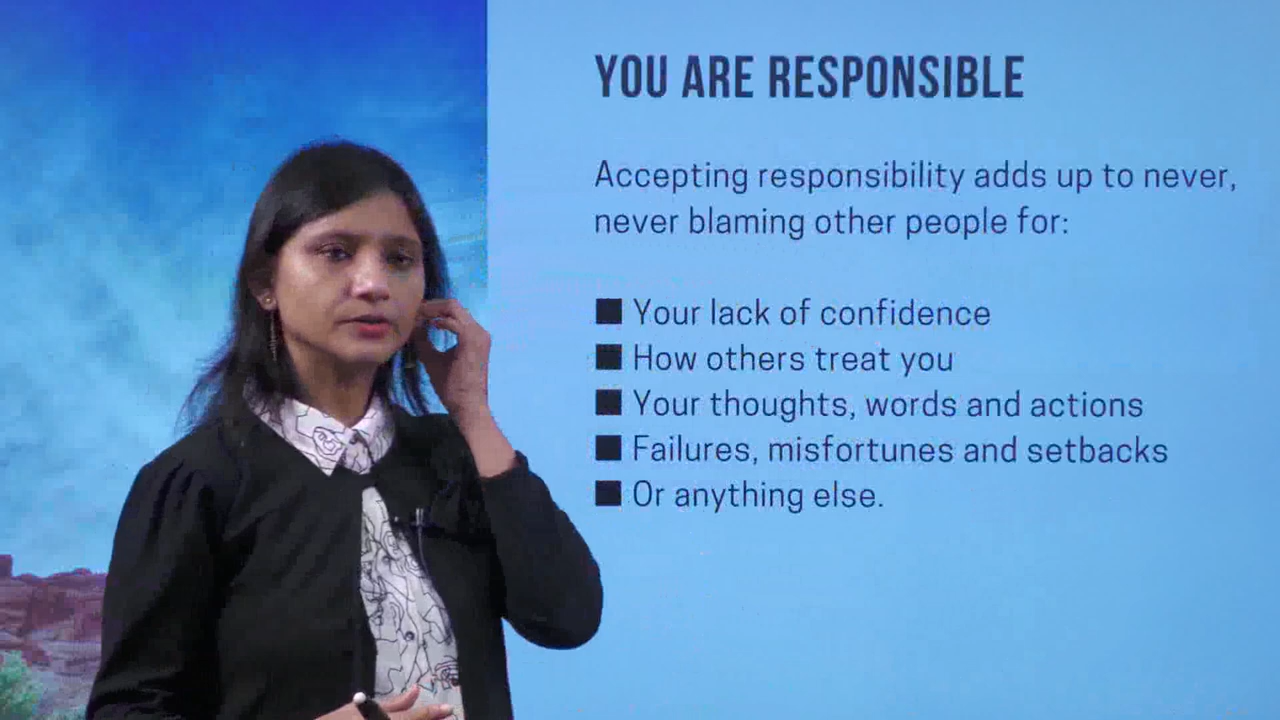 YOU ARE RESPONSIBLE
Accepting responsibility adds up to never,
never blaming other people for:
■ Your lack of confidence
■ How others treat you
■ Your thoughts, words and actions
■ Failures, misfortunes and setbacks
■ Or anything else.